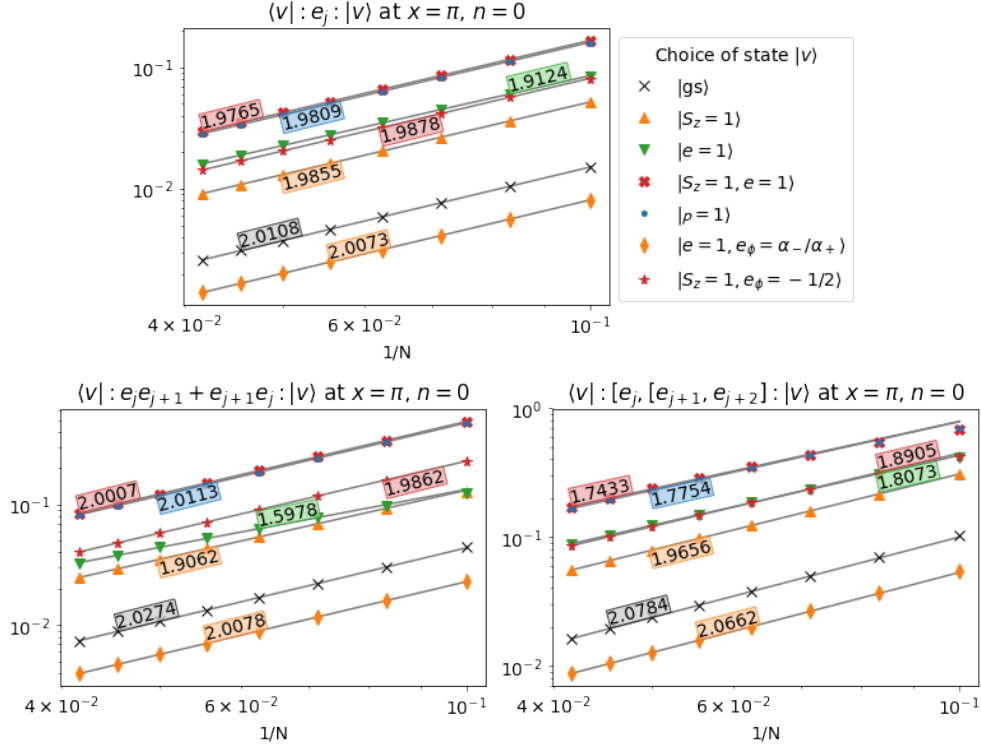 ⟨v| : e_j : |v⟩ at x = π, n = 0
10^{-1}
10^{-2}
1.9765
1.9809
1.9124
1.9878
1.9855
2.0108
2.0073
4 × 10^{-2}
6 × 10^{-2}
10^{-1}
1/N
Choice of state |v⟩
|gs⟩
|S_z = 1⟩
|e = 1⟩
|S_z = 1, e = 1⟩
|_P = 1⟩
|e = 1, e_ϕ = α_−/α_+⟩
|S_z = 1, e_ϕ = − 1/2⟩
⟨v| : e_j e_{j+1} + e_{j+1} e_j : |v⟩ at x = π, n = 0
10^{-1}
10^{-2}
2.0007
2.0113
1.9862
1.5978
1.9062
2.0274
2.0078
4 × 10^{-2}
6 × 10^{-2}
10^{-1}
1/N
⟨v| : [e_j, [e_{j+1}, e_{j+2}] : |v⟩ at x = π, n = 0
10^0
10^{-1}
10^{-2}
1.7433
1.7754
1.8905
1.8073
1.9656
2.0784
2.0662
4 × 10^{-2}
6 × 10^{-2}
10^{-1}
1/N